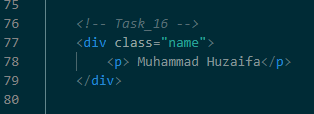 75
76 <!-- Task_16 -->
77 <div class="name">
78 <p> Muhammad Huzaifa</p>
79 </div>
80